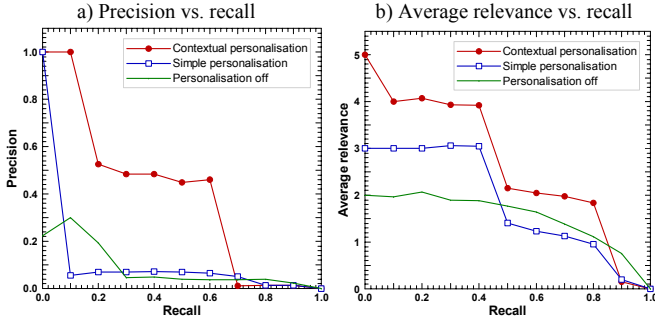 a) Precision vs. recall
Contextual personalisation
Simple personalisation
Personalisation off
1.0
0.8
0.6
0.4
0.2
0.0
Precision
0.0 0.2 0.4 0.6 0.8 1.0
Recall
b) Average relevance vs. recall
Contextual personalisation
Simple personalisation
Personalisation off
5
4
3
2
1
0
Average relevance
0.0 0.2 0.4 0.6 0.8 1.0
Recall